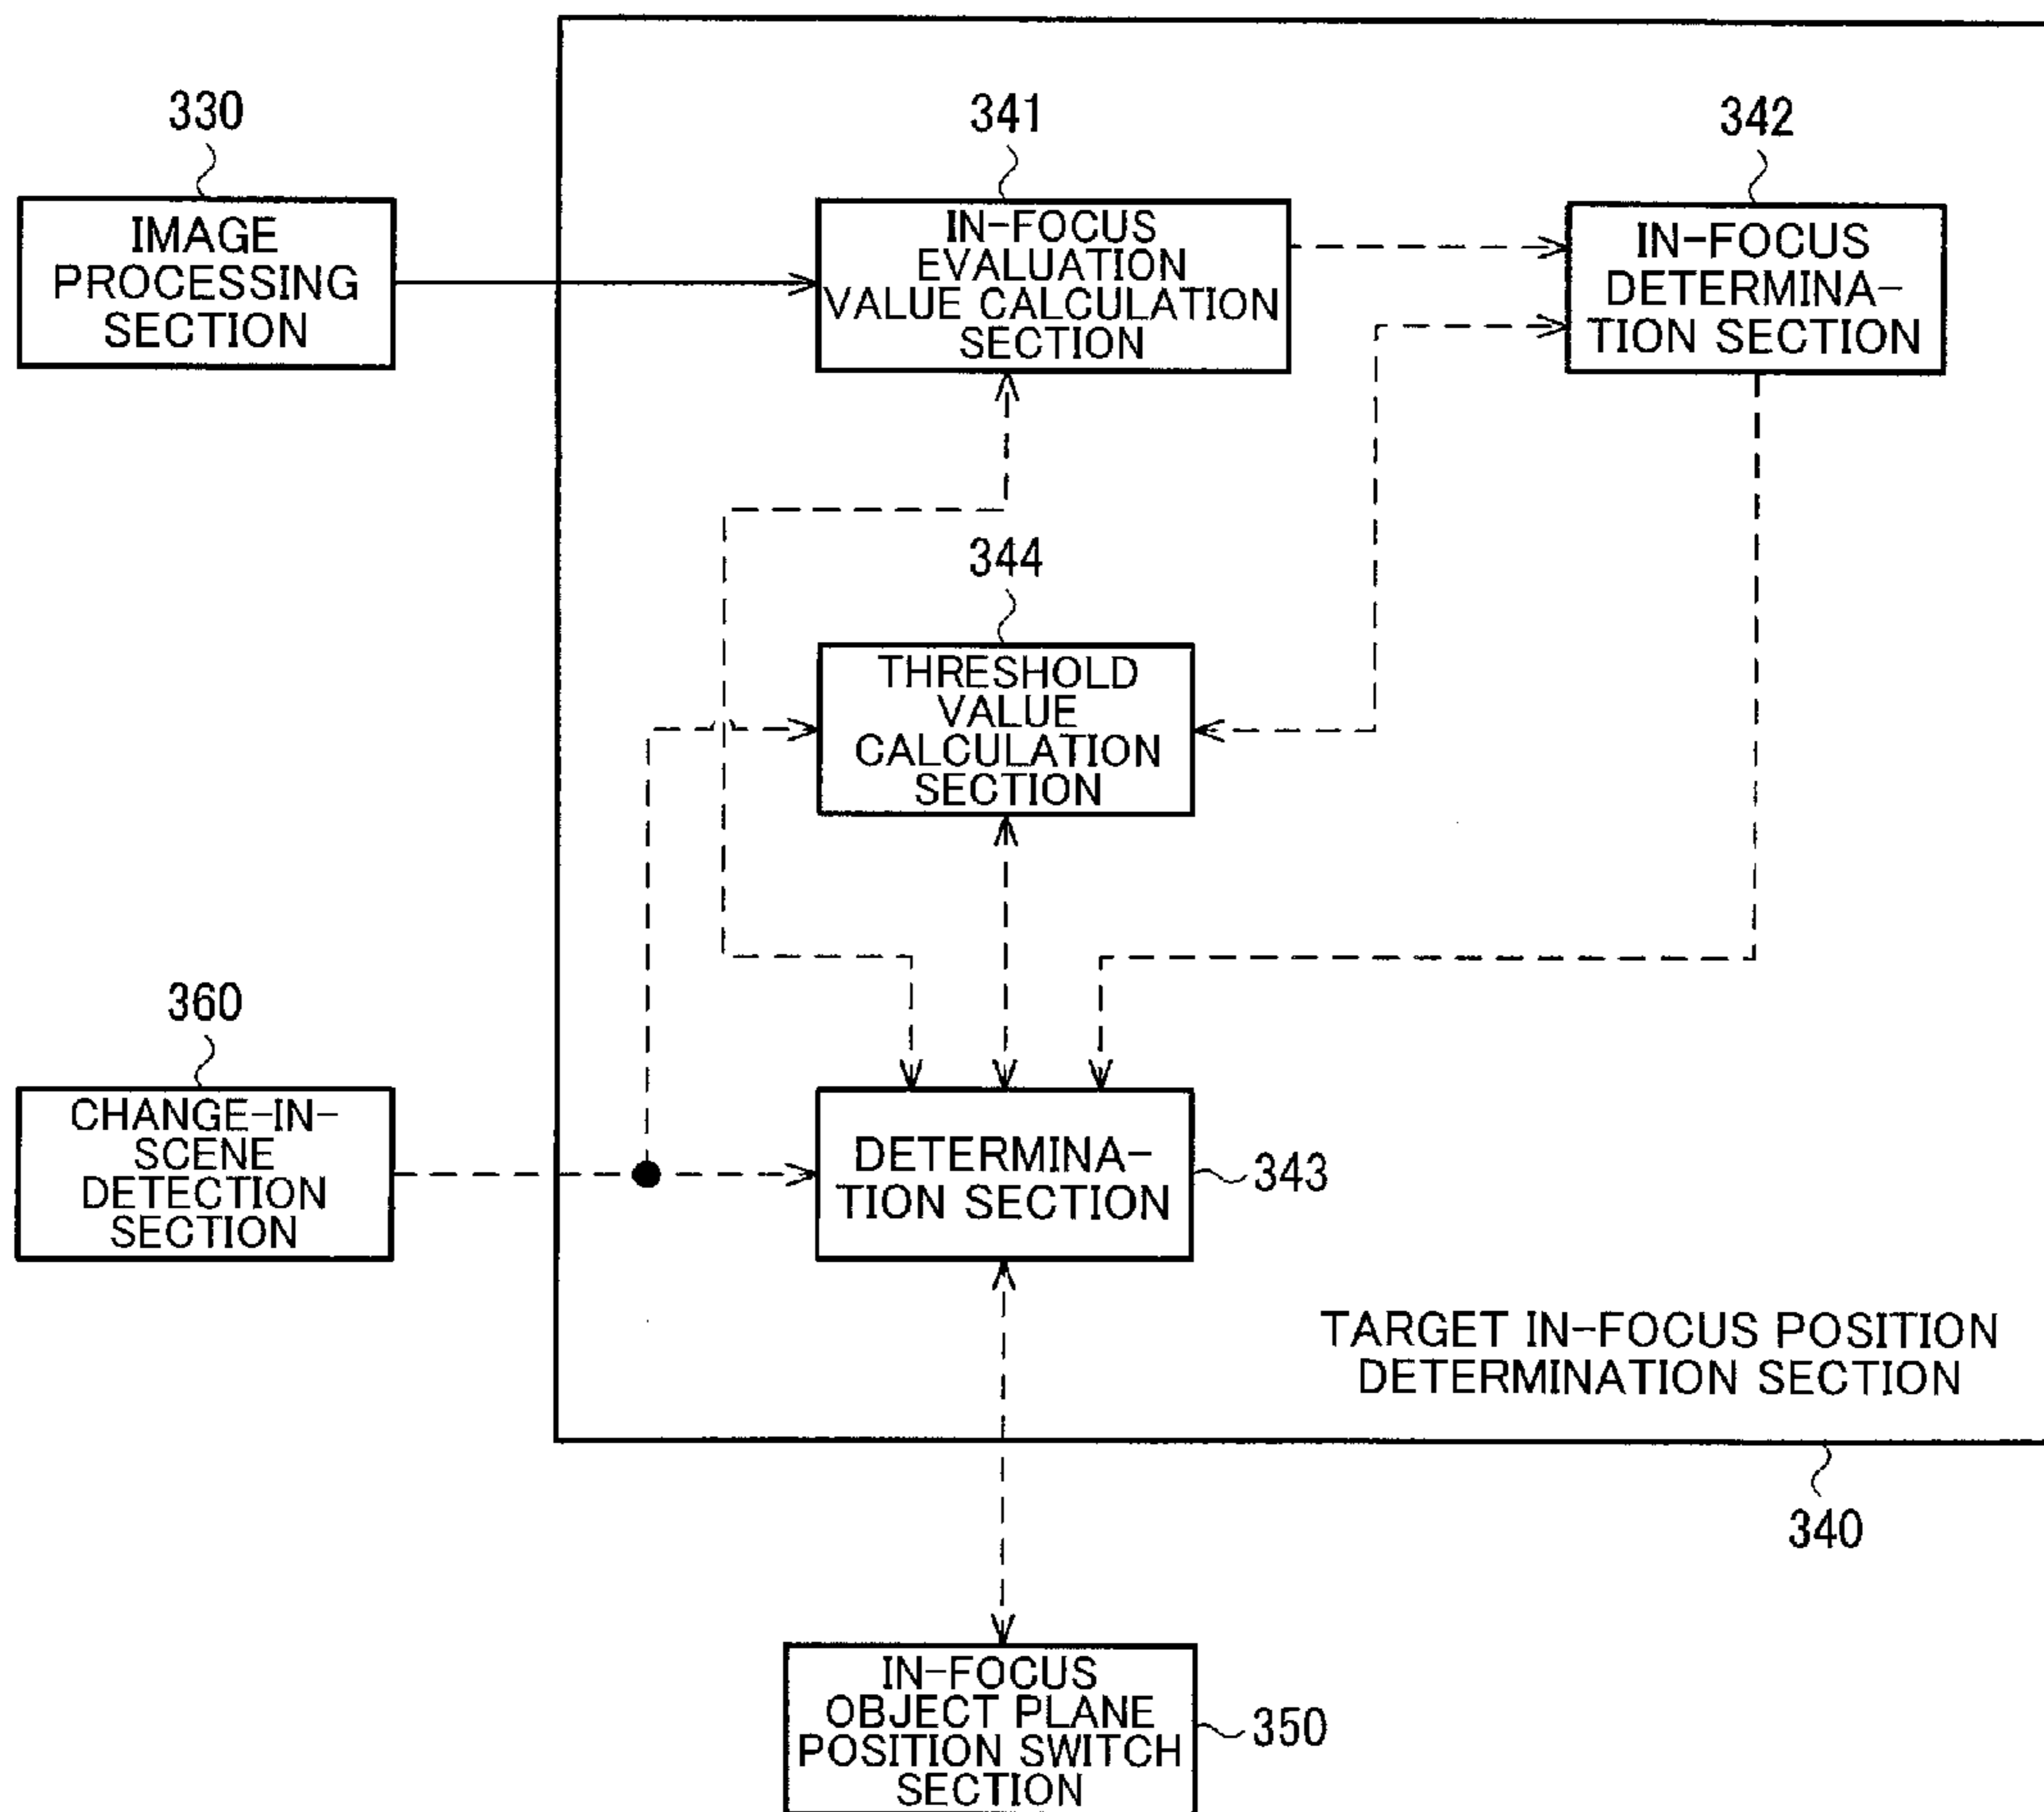 330
IMAGE
PROCESSING
SECTION
341
IN-FOCUS
EVALUATION
VALUE CALCULATION
SECTION
342
IN-FOCUS
DETERMINA-
TION SECTION
344
THRESHOLD
VALUE
CALCULATION
SECTION
360
CHANGE-IN-
SCENE
DETECTION
SECTION
DETERMINA-
TION SECTION
343
TARGET IN-FOCUS POSITION
DETERMINATION SECTION
340
IN-FOCUS
OBJECT PLANE
POSITION SWITCH
SECTION
350